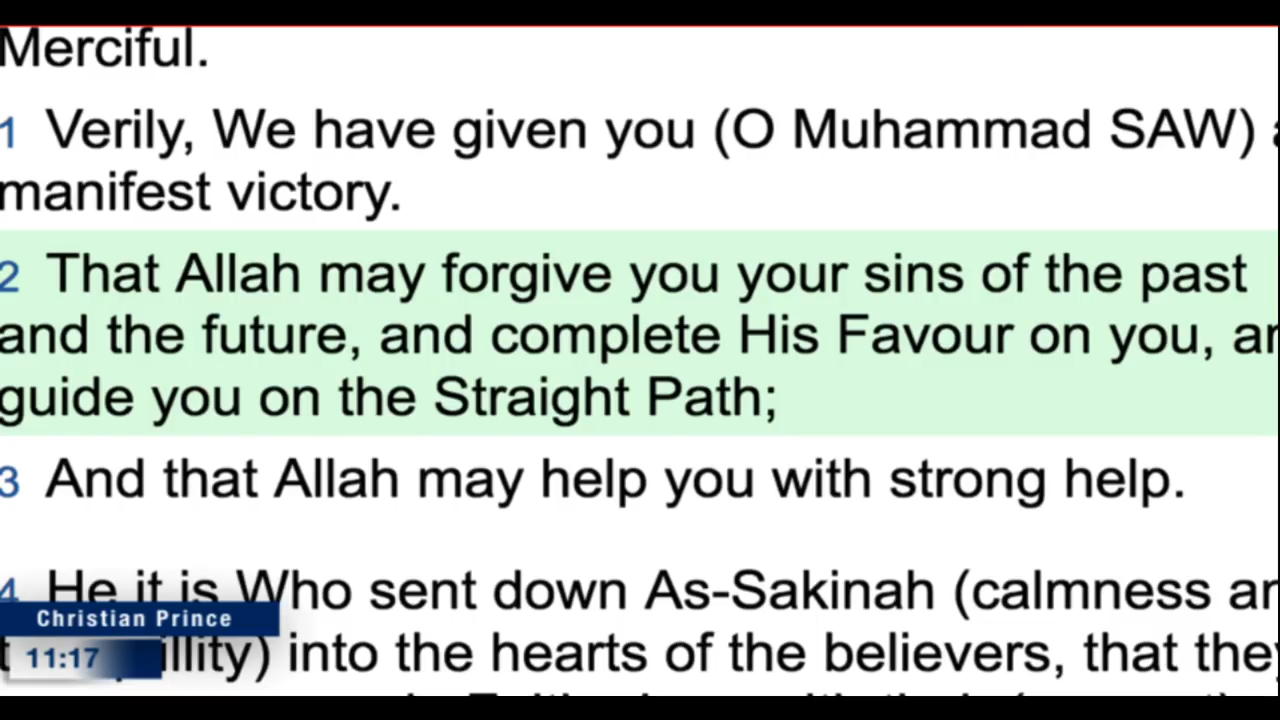 Merciful.
1 Verily, We have given you (O Muhammad SAW)
manifest victory.
2 That Allah may forgive you your sins of the past
and the future, and complete His Favour on you,
guide you on the Straight Path;
3 And that Allah may help you with strong help.
4 He it is Who sent down As-Sakinah (calmness
illity) into the hearts of the believers, that they
Christian Prince
11:17